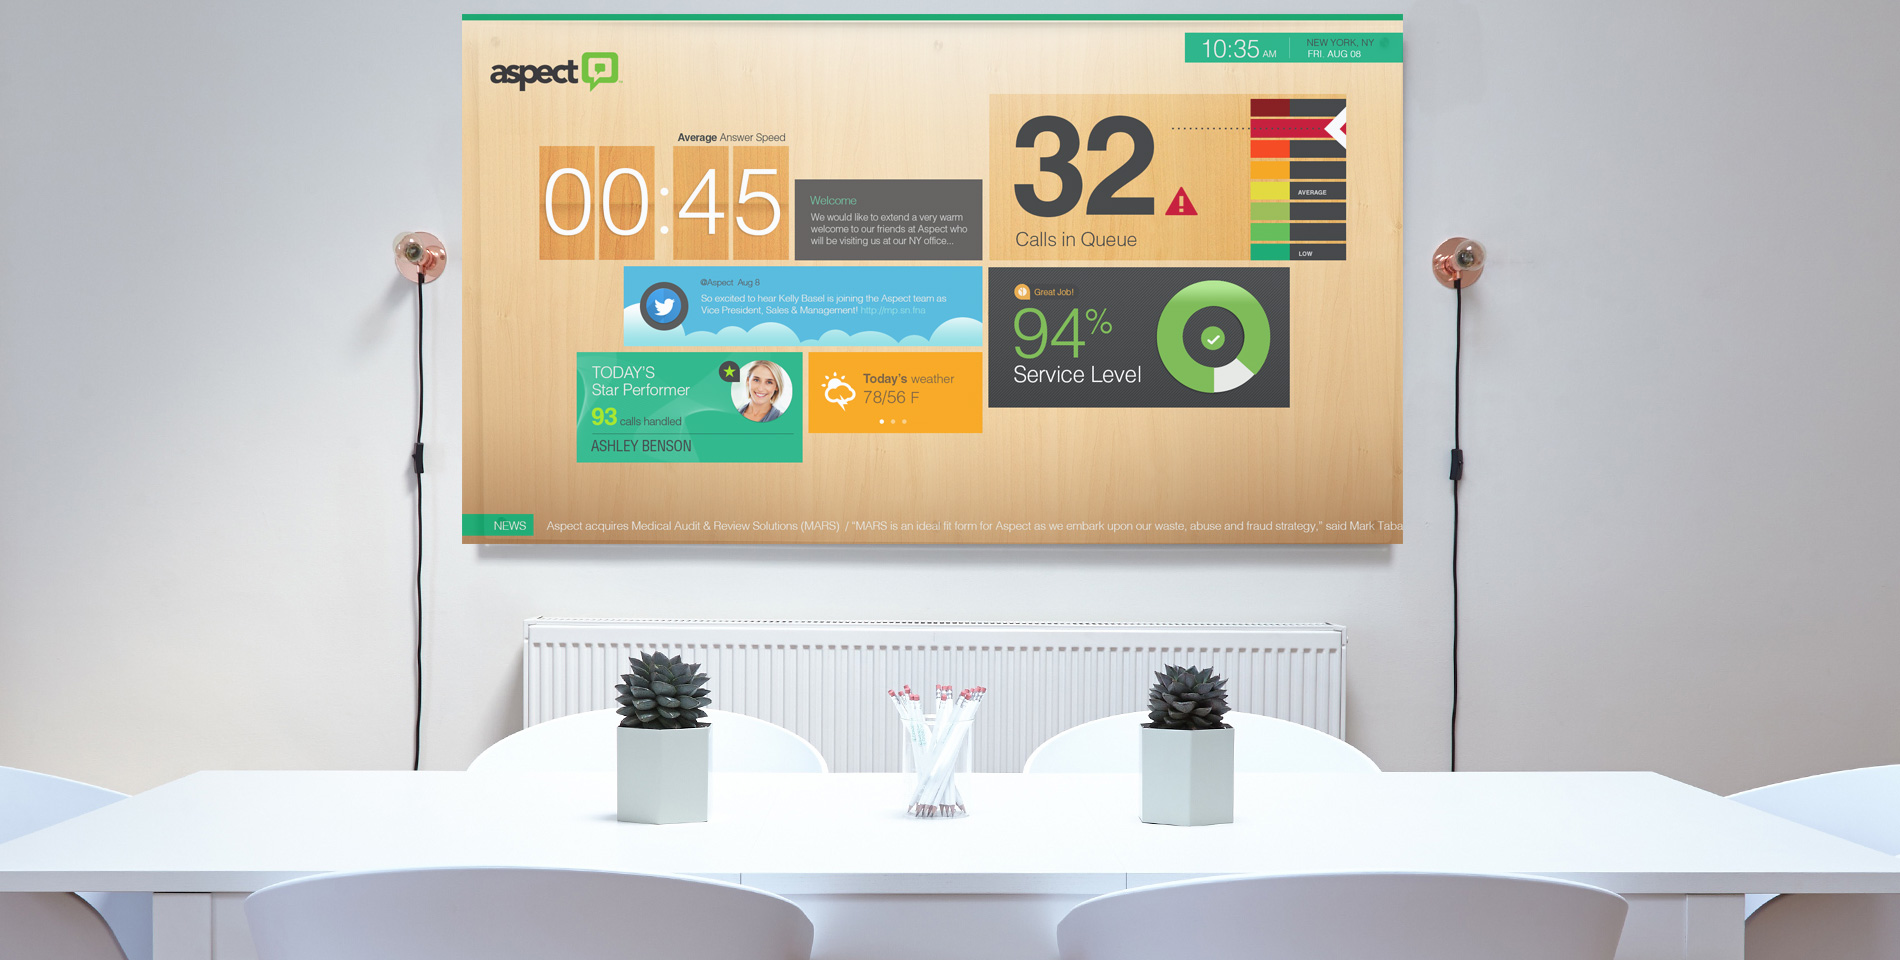 aspect
10:35 AM
NEW YORK, NY
FRI AUG 08
Average Answer Speed
00:45
Welcome
We would like to extend a very warm
welcome to our friends at Aspect who
will be visiting us at our NY office...
32
Calls in Queue
AVERAGE
LOW
@Aspect Aug 8
So excited to hear Kelly Basel is joining the Aspect team as
Vice President, Sales & Management! http://mp.sn.fna
Great Job!
94%
Service Level
TODAY'S
Star Performer
93 calls handled
ASHLEY BENSON
Today's weather
78/56 F
NEWS
Aspect acquires Medical Audit & Review Solutions (MARS) / "MARS is an ideal fit form for Aspect as we embark upon our waste, abuse and fraud strategy," said Mark Taba